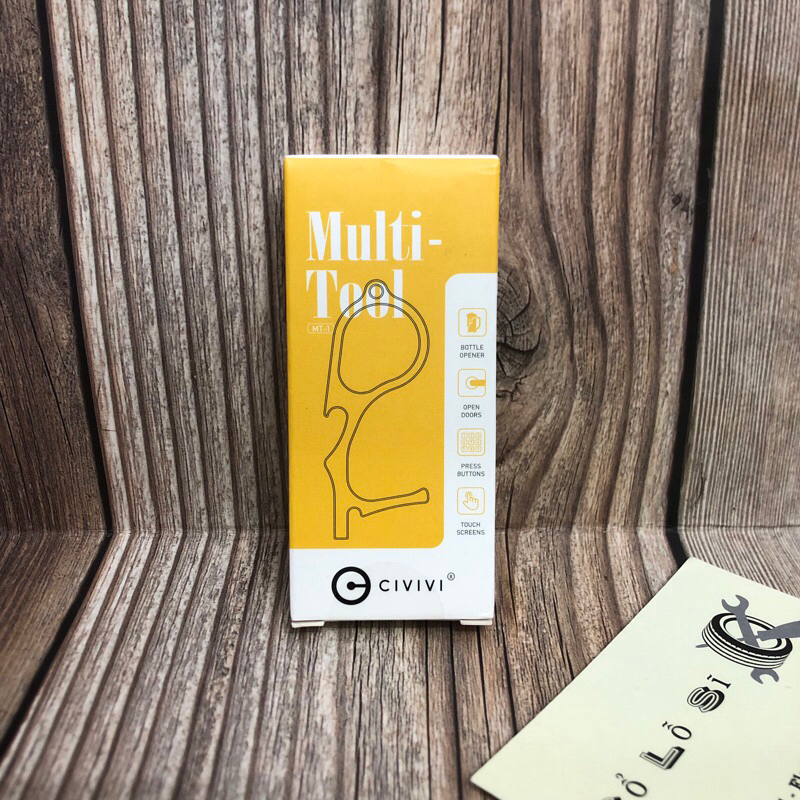 Multi-
Tool
MT-1
BOTTLE
OPENER
OPEN
DOORS
PRESS
BUTTONS
TOUCH
SCREENS
CIVIVI®
LỐ SỈ